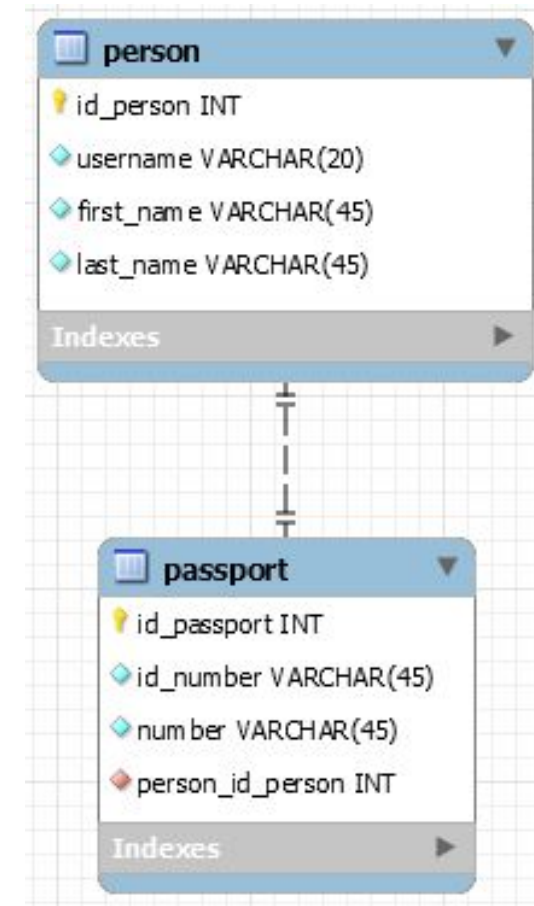 person
id_person INT
username VARCHAR(20)
first_name VARCHAR(45)
last_name VARCHAR(45)
Indexes
passport
id_passport INT
id_number VARCHAR(45)
number VARCHAR(45)
person_id_person INT
Indexes